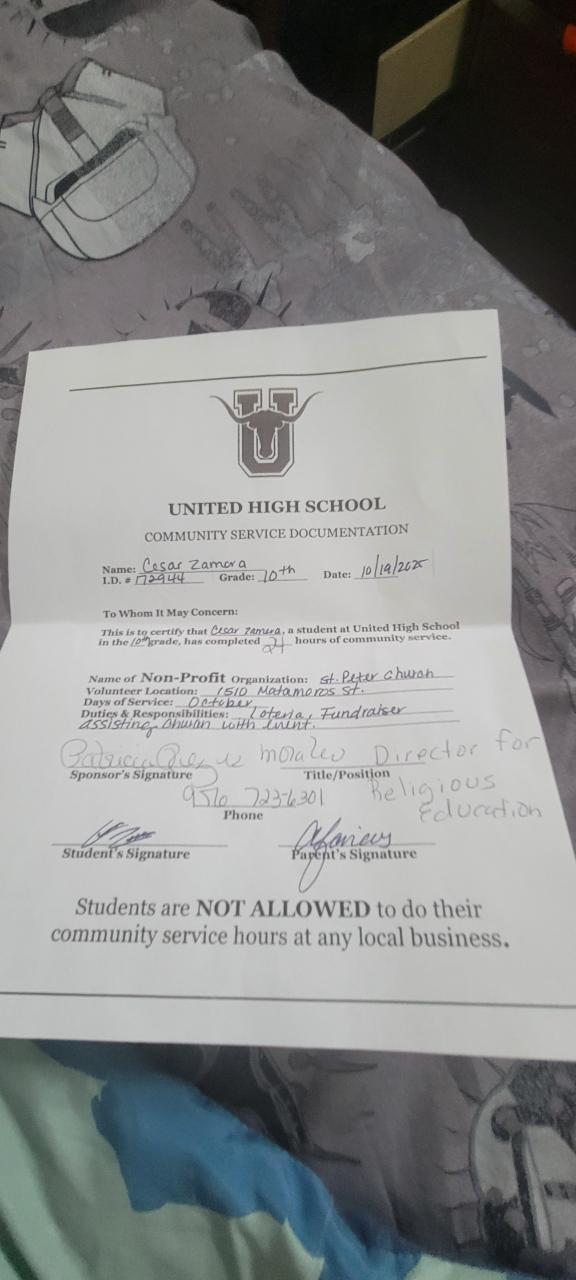 U
UNITED HIGH SCHOOL
COMMUNITY SERVICE DOCUMENTATION
Name: Cesar Zamora
I.D. # 172944 Grade: 10th Date: 10/19/2025
To Whom It May Concern:
This is to certify that Cesar Zamora, a student at United High School
in the 10th grade, has completed hours of community service.
Name of Non-Profit Organization: St. Peter Church
Volunteer Location: 1510 Matamoros St.
Days of Service: October
Duties & Responsibilities: Loteria, Fundraiser
assisting church with event.
Patricia Morales Director for
Sponsor's Signature Title/Position
956 723-6301 Religious
Phone Education
Student's Signature Parent's Signature
Students are NOT ALLOWED to do their
community service hours at any local business.